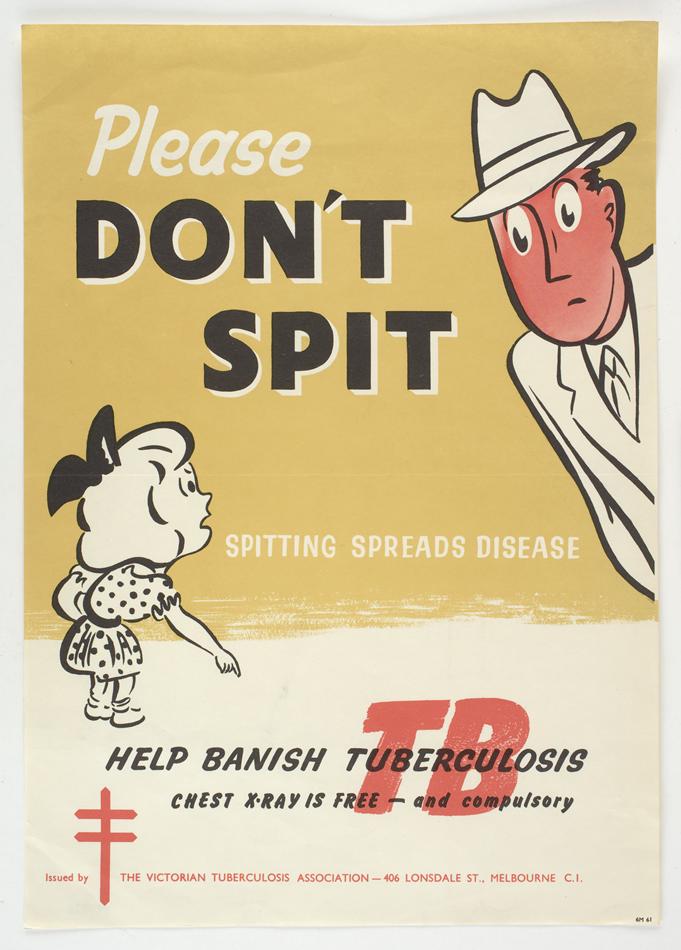 Please
DON'T
SPIT
SPITTING SPREADS DISEASE
TB
HELP BANISH TUBERCULOSIS
CHEST X-RAY IS FREE — and compulsory
Issued by THE VICTORIAN TUBERCULOSIS ASSOCIATION — 406 LONSDALE ST., MELBOURNE C.I.
6M 61